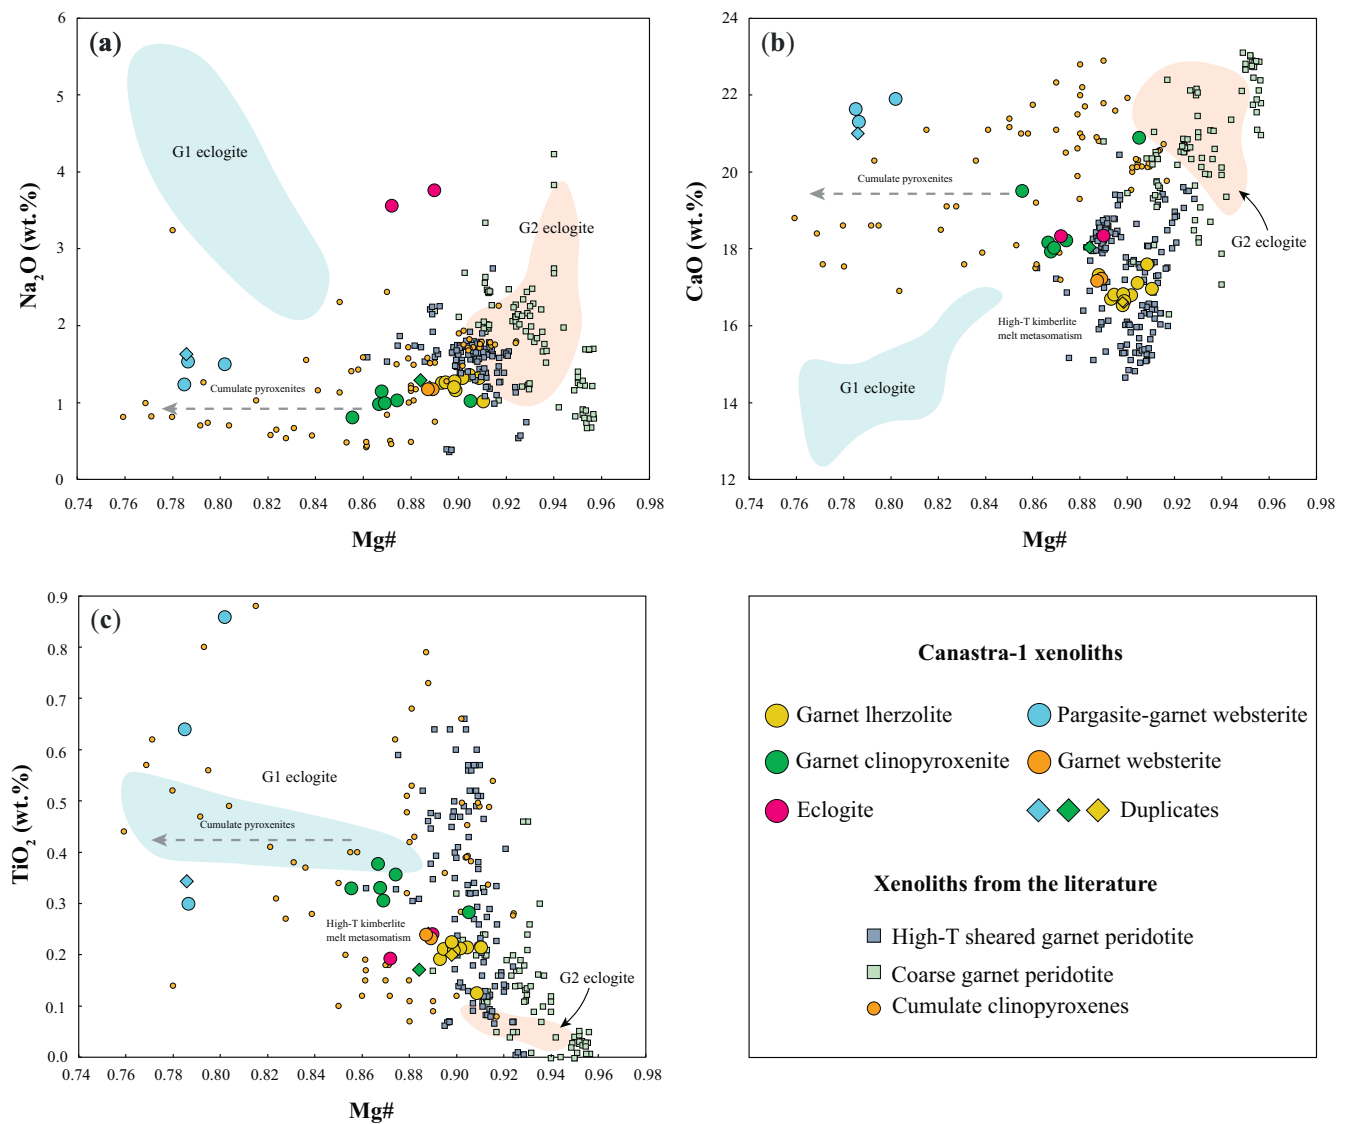 (a)
6
5
4
3
2
1
0
Na2O (wt.%)
G1 eclogite
G2 eclogite
Cumulate pyroxenites
0.74 0.76 0.78 0.80 0.82 0.84 0.86 0.88 0.90 0.92 0.94 0.96 0.98
Mg#
(b)
24
22
20
18
16
14
12
CaO (wt.%)
Cumulate pyroxenites
G2 eclogite
High-T kimberlite
melt metasomatism
G1 eclogite
0.74 0.76 0.78 0.80 0.82 0.84 0.86 0.88 0.90 0.92 0.94 0.96 0.98
Mg#
(c)
0.9
0.8
0.7
0.6
0.5
0.4
0.3
0.2
0.1
0.0
TiO2 (wt.%)
G1 eclogite
Cumulate pyroxenites
High-T kimberlite
melt metasomatism
G2 eclogite
0.74 0.76 0.78 0.80 0.82 0.84 0.86 0.88 0.90 0.92 0.94 0.96 0.98
Mg#
Canastra-1 xenoliths
Garnet lherzolite
Pargasite-garnet websterite
Garnet clinopyroxenite
Garnet websterite
Eclogite
Duplicates
Xenoliths from the literature
High-T sheared garnet peridotite
Coarse garnet peridotite
Cumulate clinopyroxenes